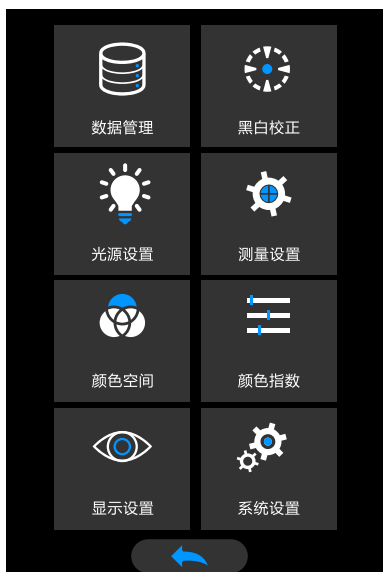 数据管理
黑白校正
光源设置
测量设置
颜色空间
颜色指数
显示设置
系统设置